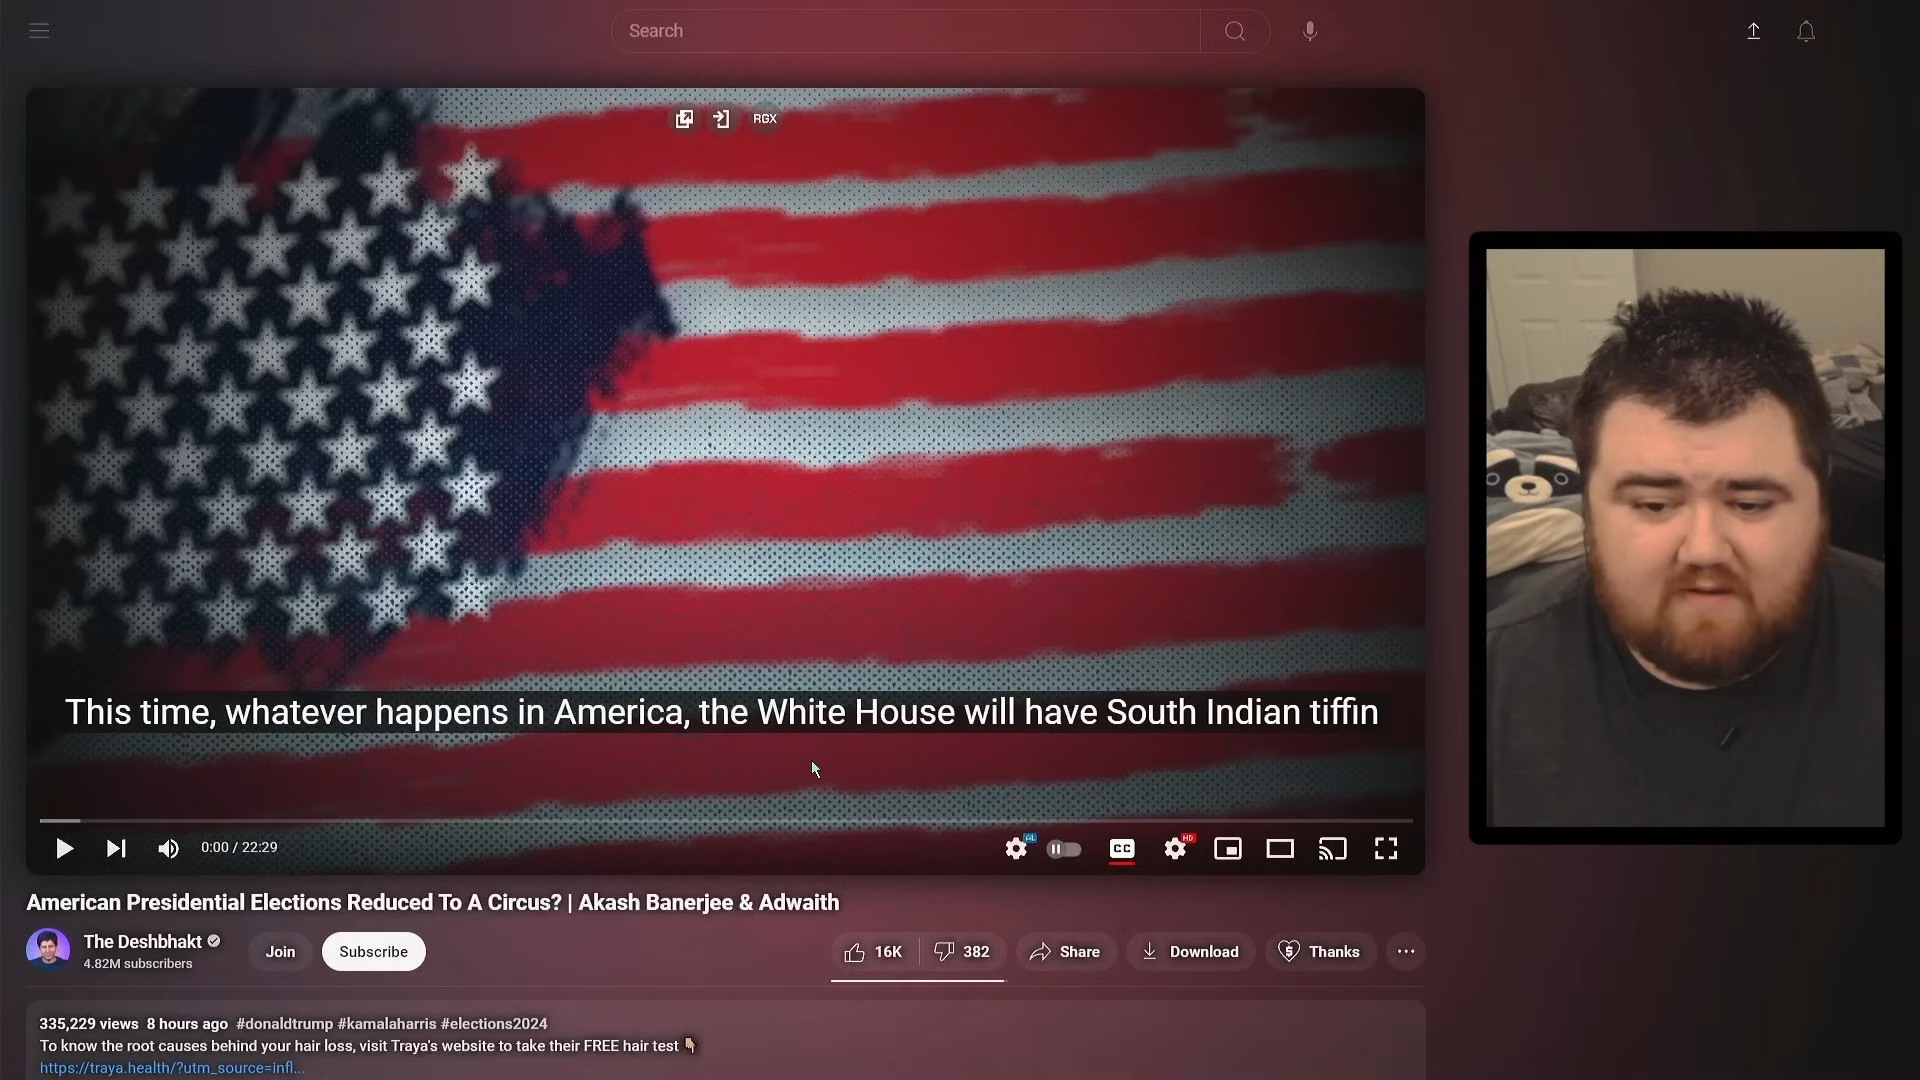 Search
RGX
This time, whatever happens in America, the White House will have South Indian tiffin
0:00 / 22:29
AL
CC
HD
American Presidential Elections Reduced To A Circus? | Akash Banerjee & Adwaith
The Deshbhakt
4.82M subscribers
Join
Subscribe
16K
382
Share
Download
Thanks
335,229 views 8 hours ago #donaldtrump #kamalaharris #elections2024
To know the root causes behind your hair loss, visit Traya's website to take their FREE hair test
https://traya.health/?utm_source=infl...